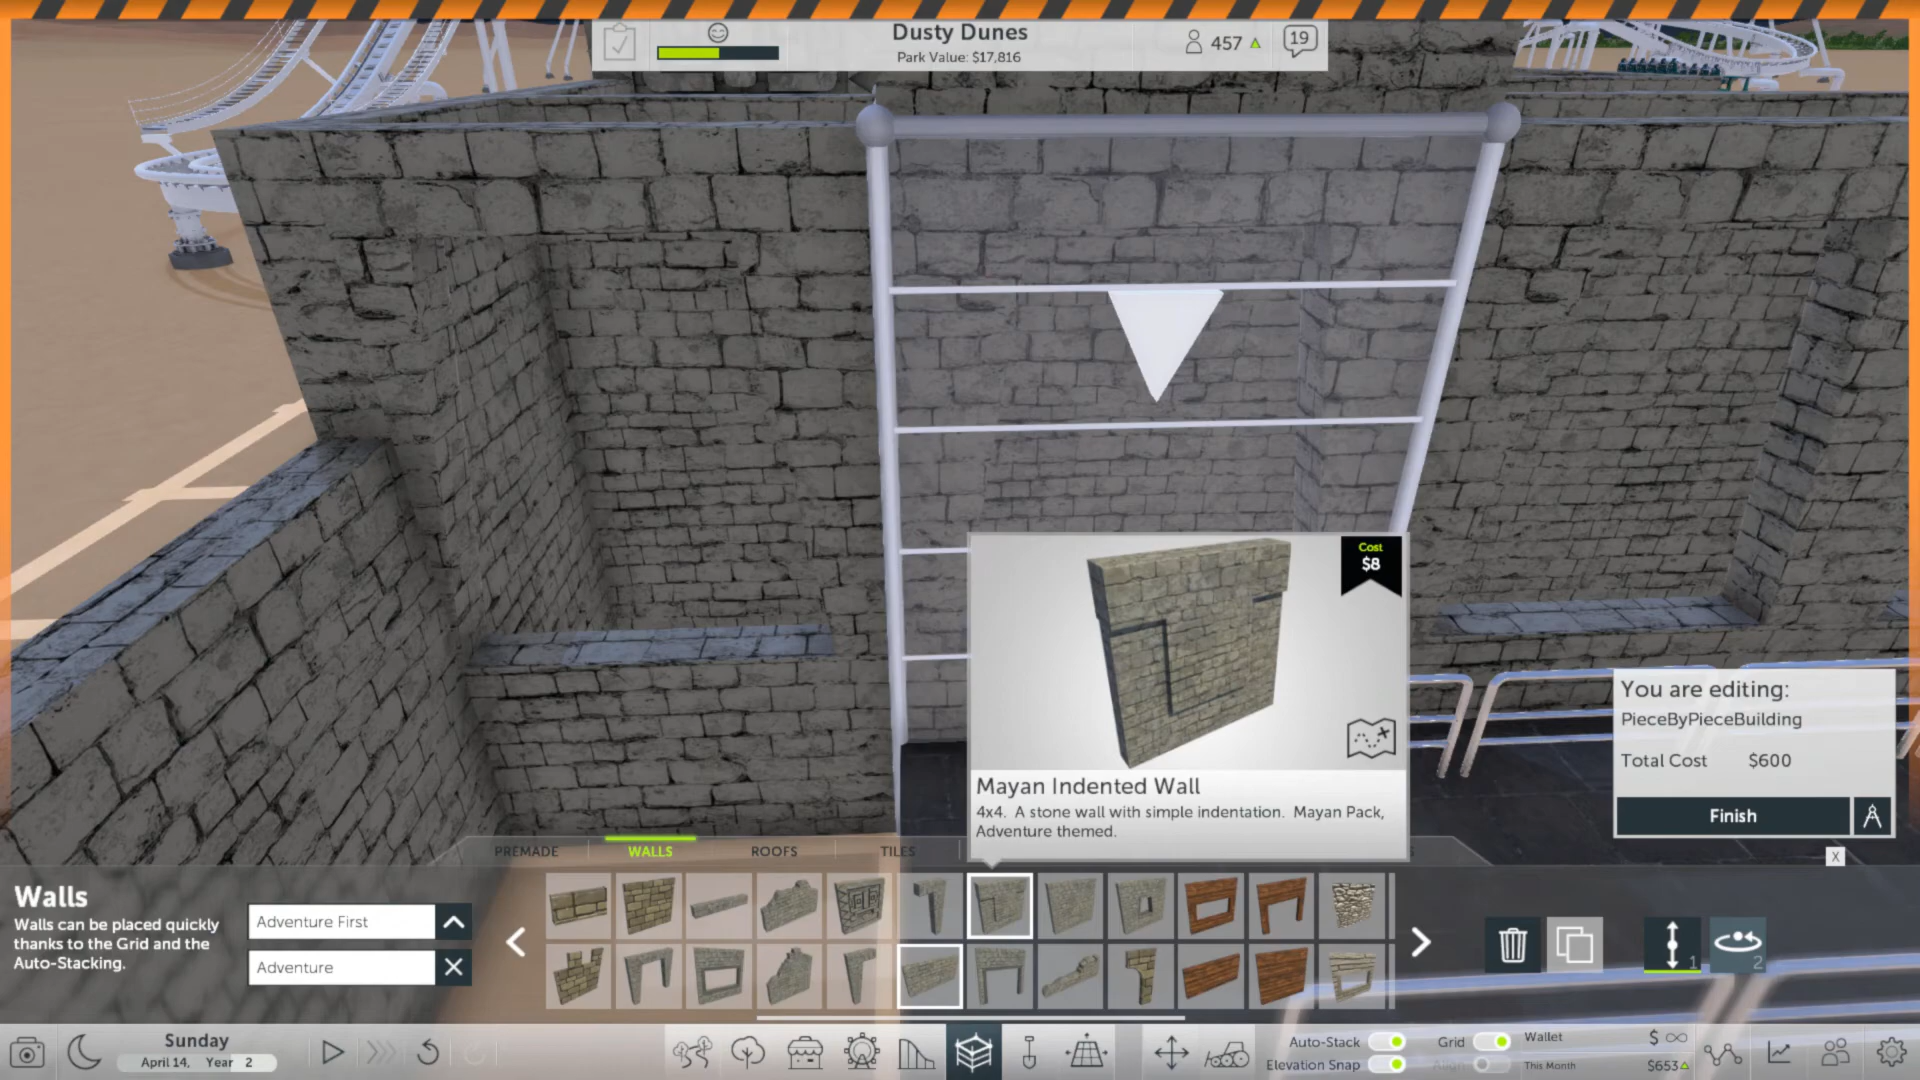 Dusty Dunes
Park Value: $17,816
457
19
Cost
$8
Mayan Indented Wall
4x4. A stone wall with simple indentation. Mayan Pack,
Adventure themed.
You are editing:
PieceByPieceBuilding
Total Cost $600
Finish
X
PREMADE WALLS ROOFS TILES
Walls
Walls can be placed quickly
thanks to the Grid and the
Auto-Stacking.
Adventure First
Adventure
1
2
Sunday
April 14, Year 2
Auto-Stack
Grid
Wallet
$ ∞
Elevation Snap
Align
This Month
$653